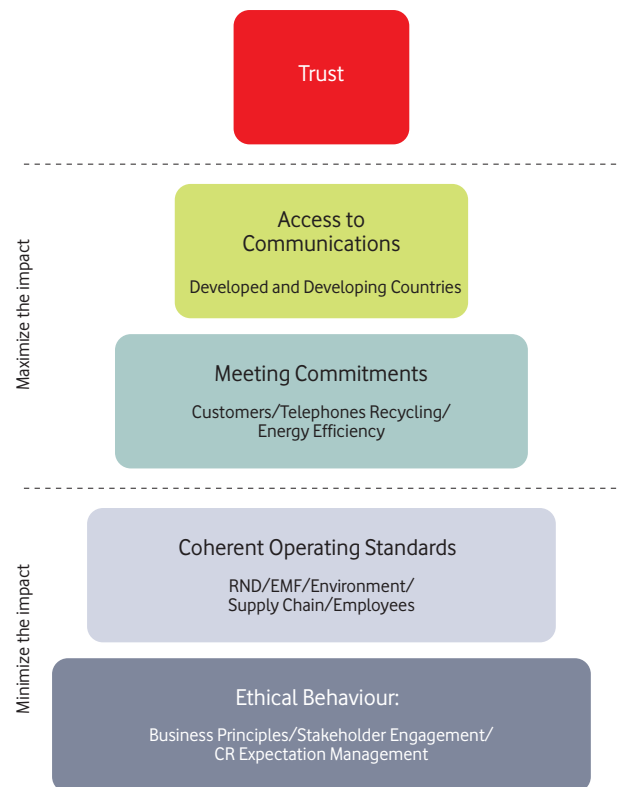 Trust
Maximize the impact
Access to
Communications
Developed and Developing Countries
Meeting Commitments
Customers/Telephones Recycling/
Energy Efficiency
Minimize the impact
Coherent Operating Standards
RND/EMF/Environment/
Supply Chain/Employees
Ethical Behaviour:
Business Principles/Stakeholder Engagement/
CR Expectation Management